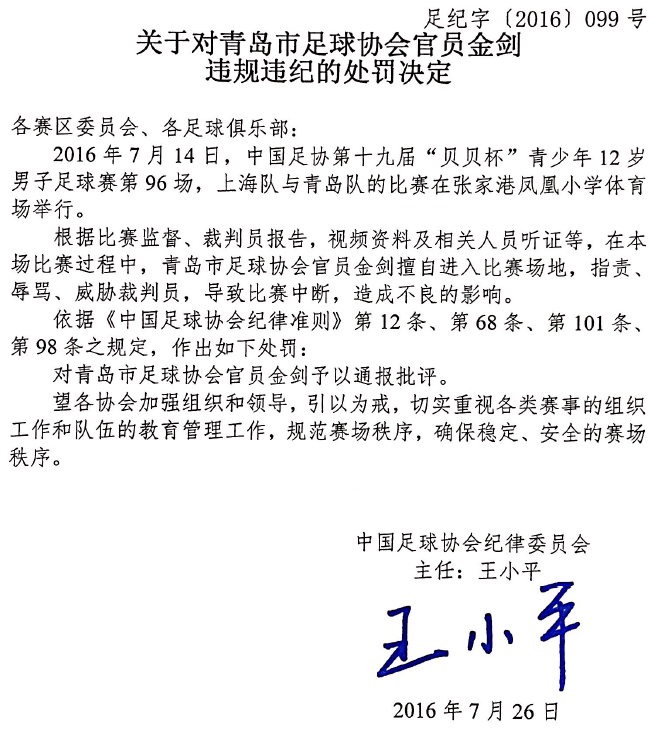 足纪字〔2016〕099 号
关于对青岛市足球协会官员金剑
违规违纪的处罚决定
各赛区委员会、各足球俱乐部：
2016 年 7 月 14 日，中国足协第十九届“贝贝杯”青少年 12 岁
男子足球赛第 96 场，上海队与青岛队的比赛在张家港凤凰小学体育
场举行。
根据比赛监督、裁判员报告，视频资料及相关人员听证等，在本
场比赛过程中，青岛市足球协会官员金剑擅自进入比赛场地，指责、
辱骂、威胁裁判员，导致比赛中断，造成不良的影响。
依据《中国足球协会纪律准则》第 12 条、第 68 条、第 101 条、
第 98 条之规定，作出如下处罚：
对青岛市足球协会官员金剑予以通报批评。
望各协会加强组织和领导，引以为戒，切实重视各类赛事的组织
工作和队伍的教育管理工作，规范赛场秩序，确保稳定、安全的赛场
秩序。
中国足球协会纪律委员会
主任：王小平
王小平
2016 年 7 月 26 日